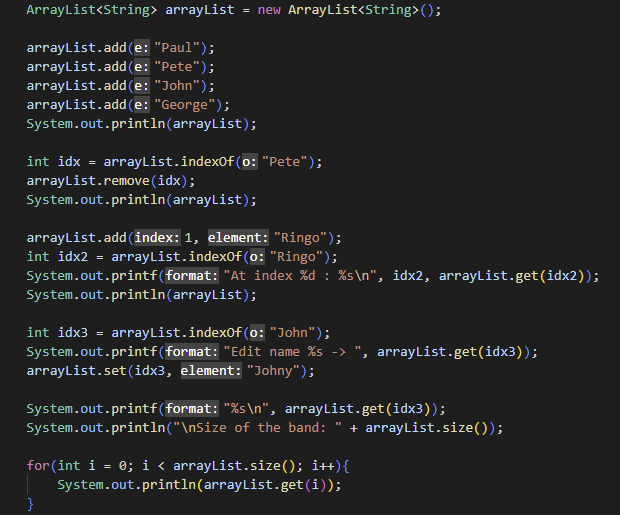 ArrayList<String> arrayList = new ArrayList<String>();
arrayList.add(e: "Paul");
arrayList.add(e: "Pete");
arrayList.add(e: "John");
arrayList.add(e: "George");
System.out.println(arrayList);
int idx = arrayList.indexOf(o: "Pete");
arrayList.remove(idx);
System.out.println(arrayList);
arrayList.add(index: 1, element: "Ringo");
int idx2 = arrayList.indexOf(o: "Ringo");
System.out.printf(format: "At index %d : %s\n", idx2, arrayList.get(idx2));
System.out.println(arrayList);
int idx3 = arrayList.indexOf(o: "John");
System.out.printf(format: "Edit name %s -> ", arrayList.get(idx3));
arrayList.set(idx3, element: "Johny");
System.out.printf(format: "%s\n", arrayList.get(idx3));
System.out.println("\nSize of the band: " + arrayList.size());
for(int i = 0; i < arrayList.size(); i++){
    System.out.println(arrayList.get(i));
}